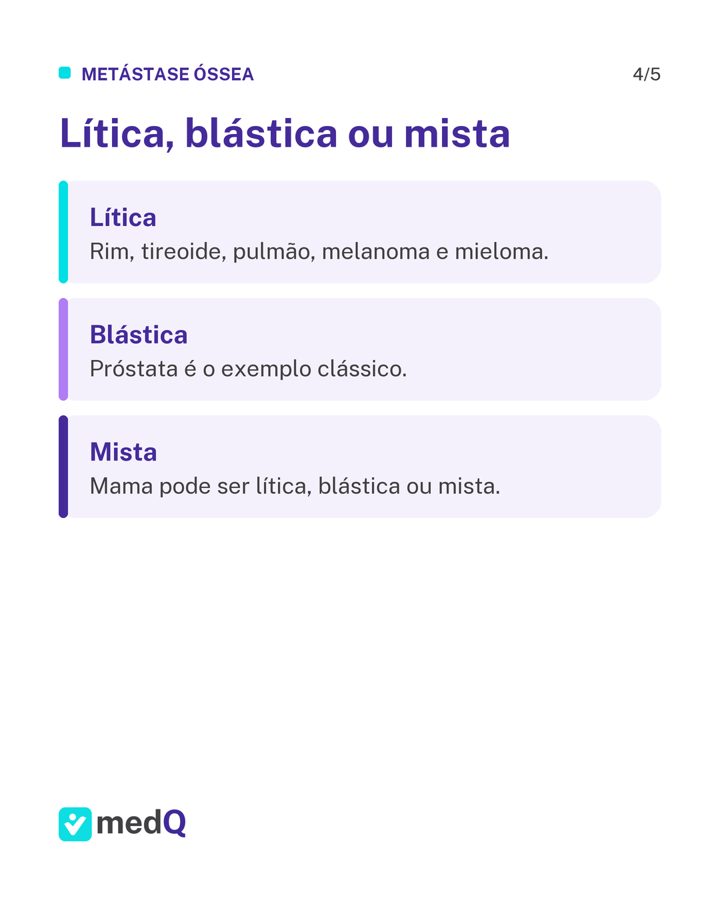 METÁSTASE ÓSSEA
4/5
Lítica, blástica ou mista
Lítica
Rim, tireoide, pulmão, melanoma e mieloma.
Blástica
Próstata é o exemplo clássico.
Mista
Mama pode ser lítica, blástica ou mista.
medQ